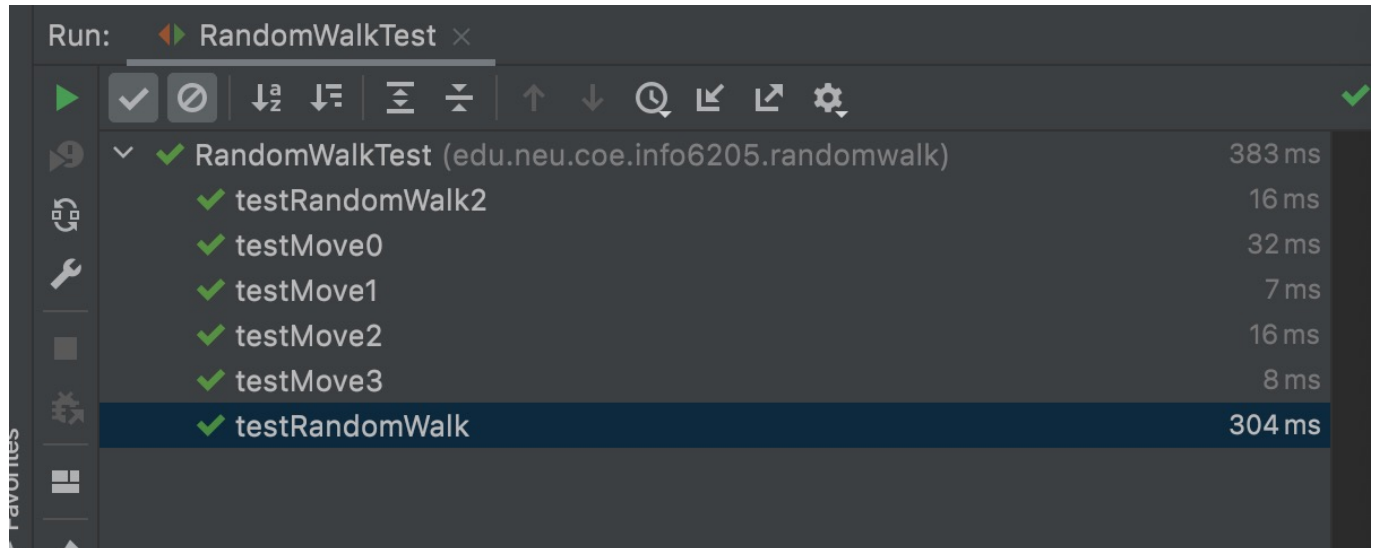 Run: RandomWalkTest
RandomWalkTest (edu.neu.coe.info6205.randomwalk) 383 ms
testRandomWalk2 16 ms
testMove0 32 ms
testMove1 7 ms
testMove2 16 ms
testMove3 8 ms
testRandomWalk 304 ms
Favorites